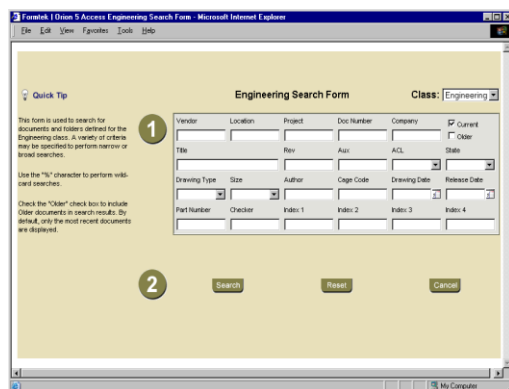 Formtek | Orion 5 Access Engineering Search Form - Microsoft Internet Explorer
File Edit View Favorites Tools Help
Quick Tip
Engineering Search Form
Class: Engineering
This form is used to search for
documents and folders defined for the
Engineering class. A variety of criteria
may be specified to perform narrow or
broad searches.
Use the "%" character to perform wild-
card searches.
Check the "Older" check box to include
Older documents in search results. By
default, only the most recent documents
are displayed.
1
Vendor Location Project Doc Number Company Current
Older
Title Rev Aux ACL State
Drawing Type Size Author Cage Code Drawing Date Release Date
Part Number Checker Index 1 Index 2 Index 3 Index 4
2
Search Reset Cancel
My Computer